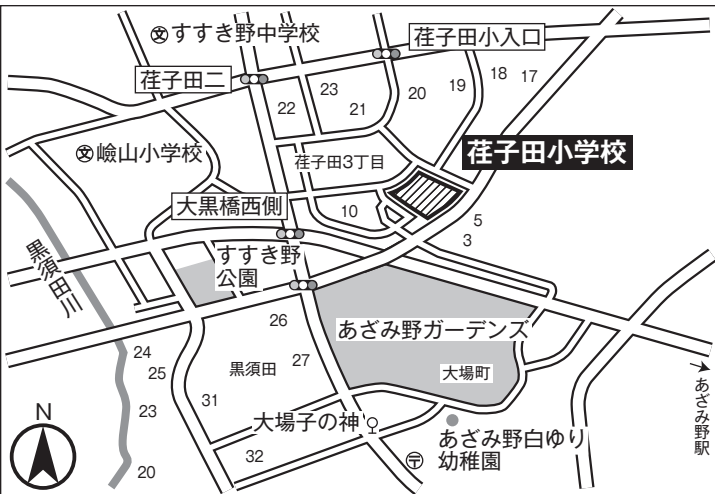 ㊫すすき野中学校
荏子田小入口
荏子田二
23
22
21
20
19
18
17
㊫嶮山小学校
荏子田3丁目
荏子田小学校
大黒橋西側
10
5
3
すすき野
公園
黒須田川
26
あざみ野ガーデンズ
24
25
黒須田
27
大場町
→あざみ野駅
23
31
大場子の神
あざみ野白ゆり
幼稚園
N
32
〒
20